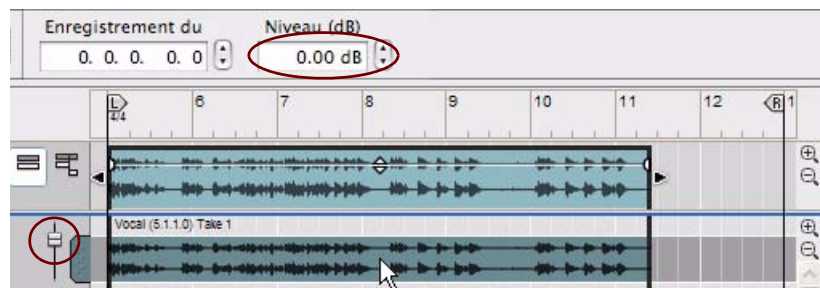 Enregistrement du Niveau (dB)
0. 0. 0. 0. 0 0.00 dB
L 6 7 8 9 10 11 12 R 1
4/4
Vocal (5.1.1.0) Take 1